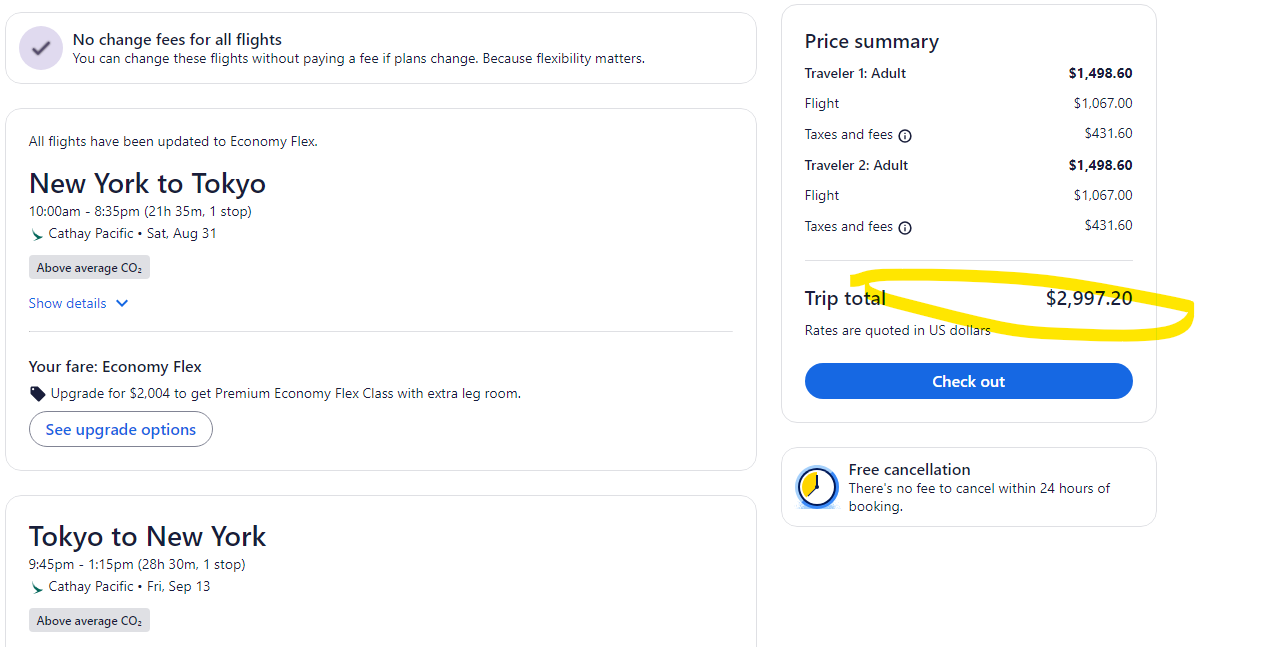 No change fees for all flights
You can change these flights without paying a fee if plans change. Because flexibility matters.
All flights have been updated to Economy Flex.
New York to Tokyo
10:00am - 8:35pm (21h 35m, 1 stop)
Cathay Pacific • Sat, Aug 31
Above average CO₂
Show details
Your fare: Economy Flex
Upgrade for $2,004 to get Premium Economy Flex Class with extra leg room.
See upgrade options
Tokyo to New York
9:45pm - 1:15pm (28h 30m, 1 stop)
Cathay Pacific • Fri, Sep 13
Above average CO₂
Price summary
Traveler 1: Adult $1,498.60
Flight $1,067.00
Taxes and fees $431.60
Traveler 2: Adult $1,498.60
Flight $1,067.00
Taxes and fees $431.60
Trip total $2,997.20
Rates are quoted in US dollars
Check out
Free cancellation
There's no fee to cancel within 24 hours of
booking.